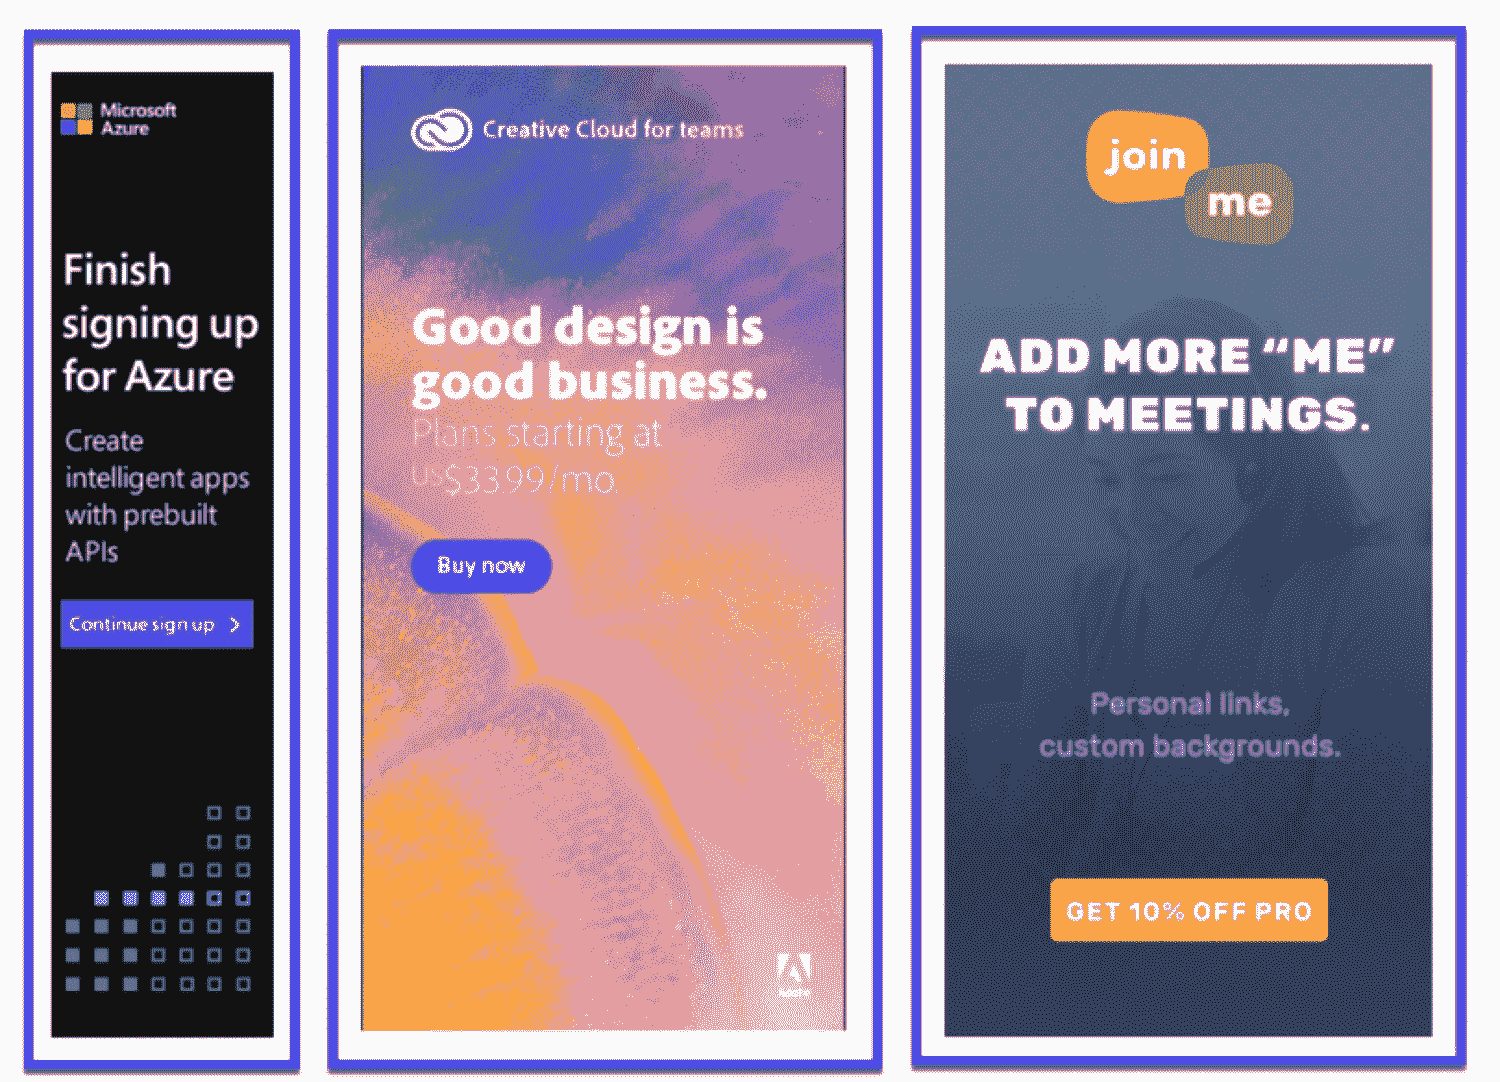 Microsoft
Azure
Finish
signing up
for Azure
Create
intelligent apps
with prebuilt
APIs
Continue sign up
Creative Cloud for teams
Good design is
good business.
Plans starting at
US$33.99/mo.
Buy now
Adobe
join
me
ADD MORE “ME”
TO MEETINGS.
Personal links,
custom backgrounds.
GET 10% OFF PRO